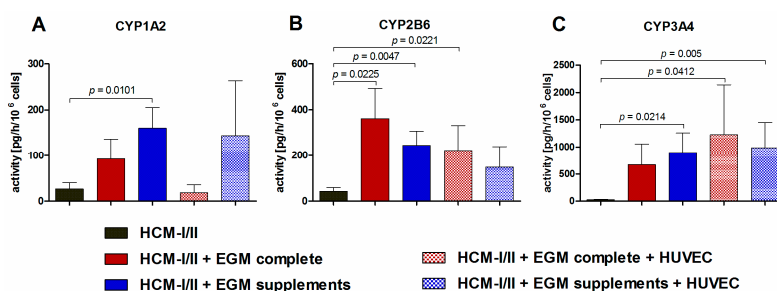 A
CYP1A2
activity [pg/h/10⁶ cells]
300
200
100
0
p = 0.0101
B
CYP2B6
activity [pg/h/10⁶ cells]
600
400
200
0
p = 0.0221
p = 0.0047
p = 0.0225
C
CYP3A4
activity [pg/h/10⁶ cells]
2500
2000
1500
1000
500
0
p = 0.005
p = 0.0412
p = 0.0214
HCM-I/II
HCM-I/II + EGM complete
HCM-I/II + EGM supplements
HCM-I/II + EGM complete + HUVEC
HCM-I/II + EGM supplements + HUVEC